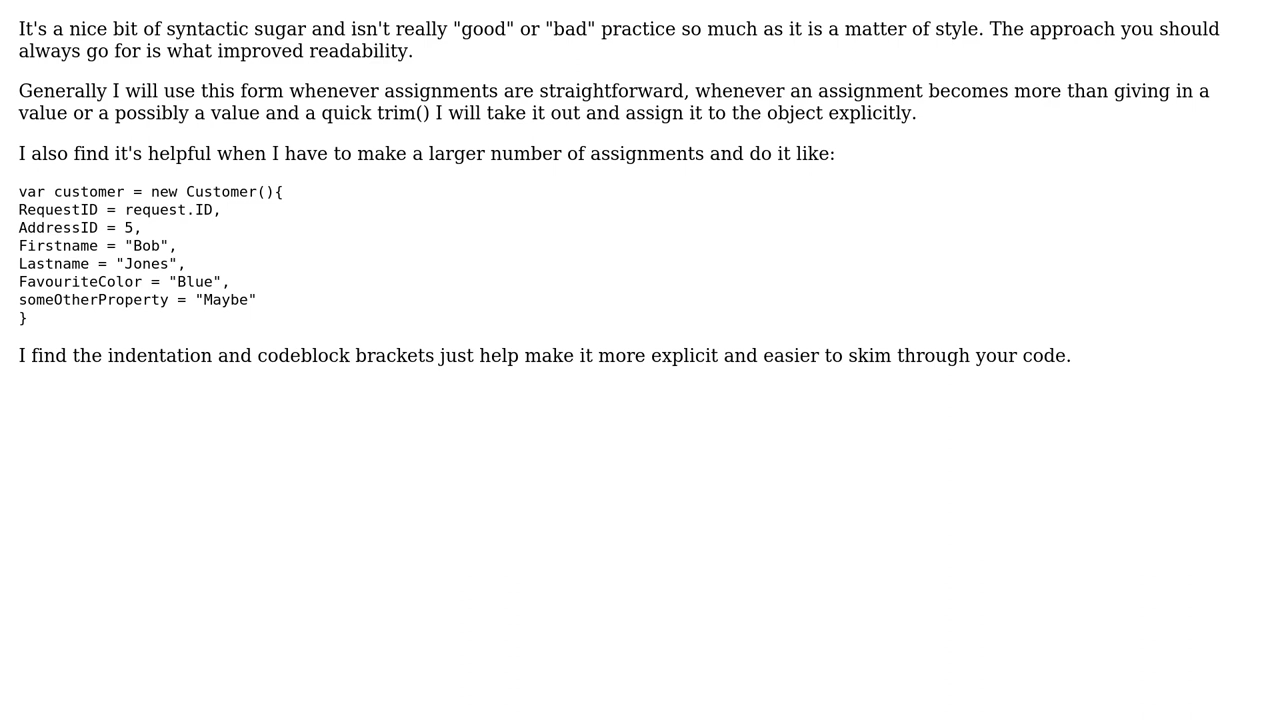 It's a nice bit of syntactic sugar and isn't really "good" or "bad" practice so much as it is a matter of style. The approach you should
always go for is what improved readability.
Generally I will use this form whenever assignments are straightforward, whenever an assignment becomes more than giving in a
value or a possibly a value and a quick trim() I will take it out and assign it to the object explicitly.
I also find it's helpful when I have to make a larger number of assignments and do it like:
var customer = new Customer(){
RequestID = request.ID,
AddressID = 5,
Firstname = "Bob",
Lastname = "Jones",
FavouriteColor = "Blue",
someOtherProperty = "Maybe"
}
I find the indentation and codeblock brackets just help make it more explicit and easier to skim through your code.